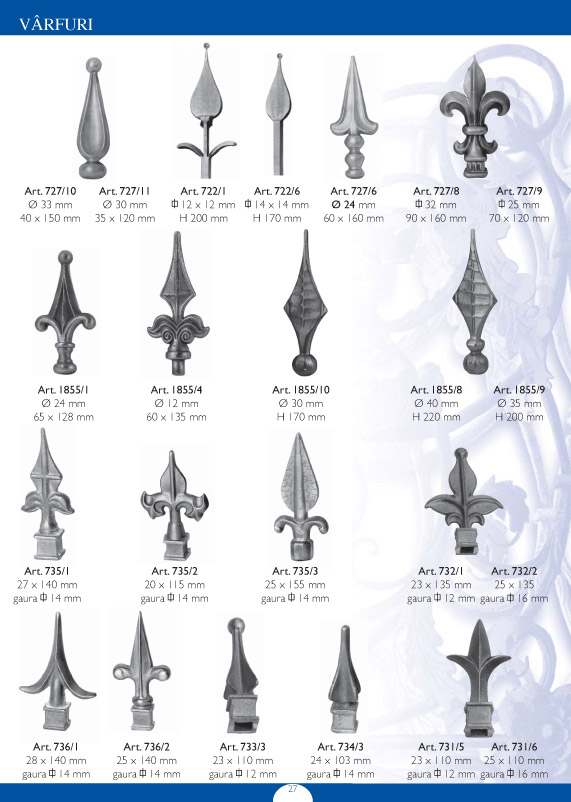 VÂRFURI
Art. 727/10 Art. 727/11 Art. 722/1 Art. 722/6 Art. 727/6 Art. 727/8 Art. 727/9
Ø 33 mm Ø 30 mm 12 x 12 mm 14 x 14 mm Ø 24 mm 32 mm 25 mm
40 x 150 mm 35 x 120 mm H 200 mm H 170 mm 60 x 160 mm 90 x 160 mm 70 x 120 mm
Art. 1855/1 Art. 1855/4 Art. 1855/10 Art. 1855/8 Art. 1855/9
Ø 24 mm Ø 12 mm Ø 30 mm Ø 40 mm Ø 35 mm
65 x 128 mm 60 x 135 mm H 170 mm H 220 mm H 200 mm
Art. 735/1 Art. 735/2 Art. 735/3 Art. 732/1 Art. 732/2
27 x 140 mm 20 x 115 mm 25 x 155 mm 23 x 135 mm 25 x 135
gaura 14 mm gaura 14 mm gaura 14 mm gaura 12 mm gaura 16 mm
Art. 736/1 Art. 736/2 Art. 733/3 Art. 734/3 Art. 731/5 Art. 731/6
28 x 140 mm 25 x 140 mm 23 x 110 mm 24 x 103 mm 23 x 110 mm 25 x 110 mm
gaura 14 mm gaura 14 mm gaura 12 mm gaura 14 mm gaura 12 mm gaura 16 mm
27